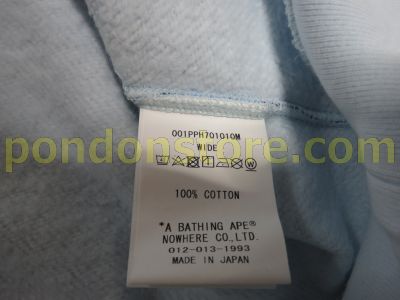 001PPH701010M
WIDE
pondonstore.com
100% COTTON
*A BATHING APE®
NOWHERE CO.,LTD.
012-013-1993
MADE IN JAPAN